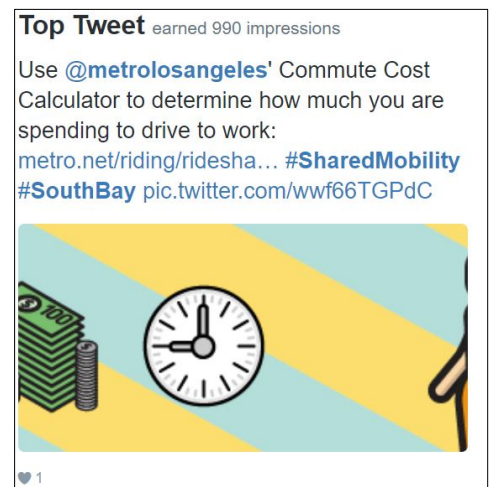 Top Tweet earned 990 impressions
Use @metrolosangeles' Commute Cost
Calculator to determine how much you are
spending to drive to work:
metro.net/riding/ridesha… #SharedMobility
#SouthBay pic.twitter.com/wwf66TGPdC
$ 100
$
1